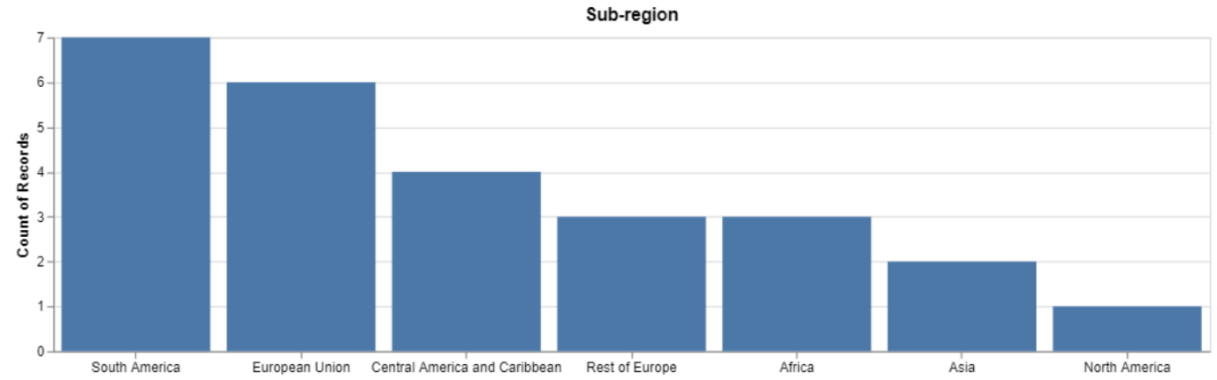 Sub-region
Count of Records
7
6
5
4
3
2
1
0
South America European Union Central America and Caribbean Rest of Europe Africa Asia North America